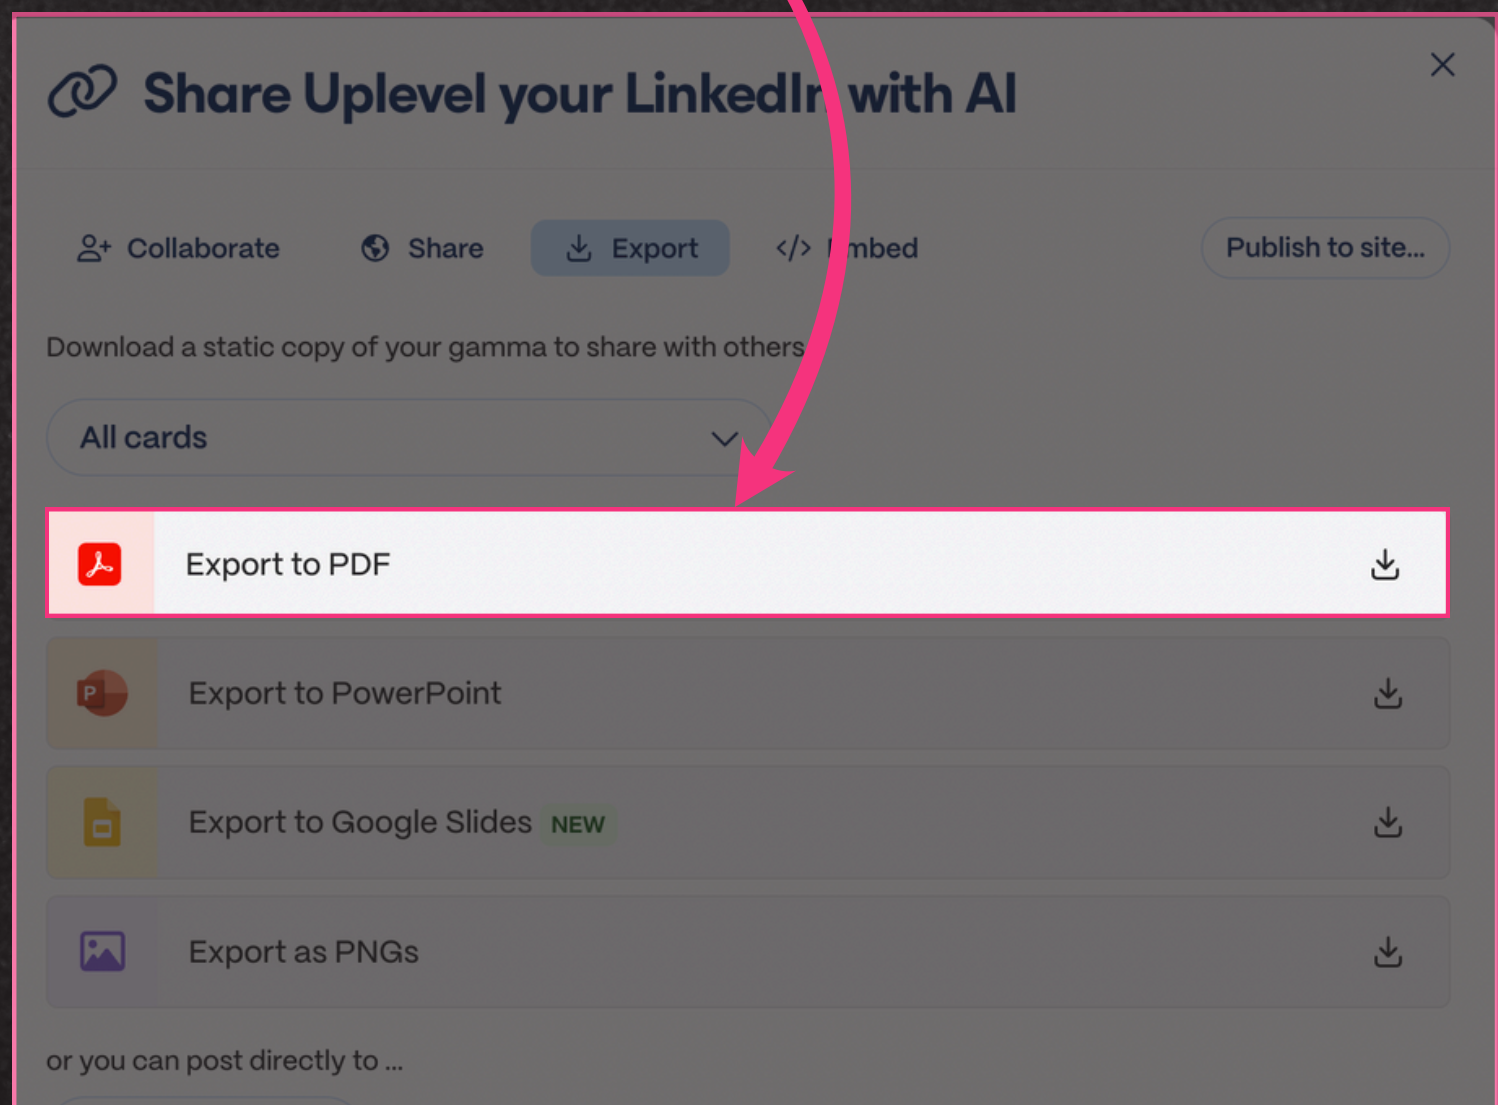 Share Uplevel your LinkedIn with AI
Collaborate Share Export </> Embed Publish to site...
Download a static copy of your gamma to share with others
All cards
Export to PDF
P Export to PowerPoint
Export to Google Slides NEW
Export as PNGs
or you can post directly to ...